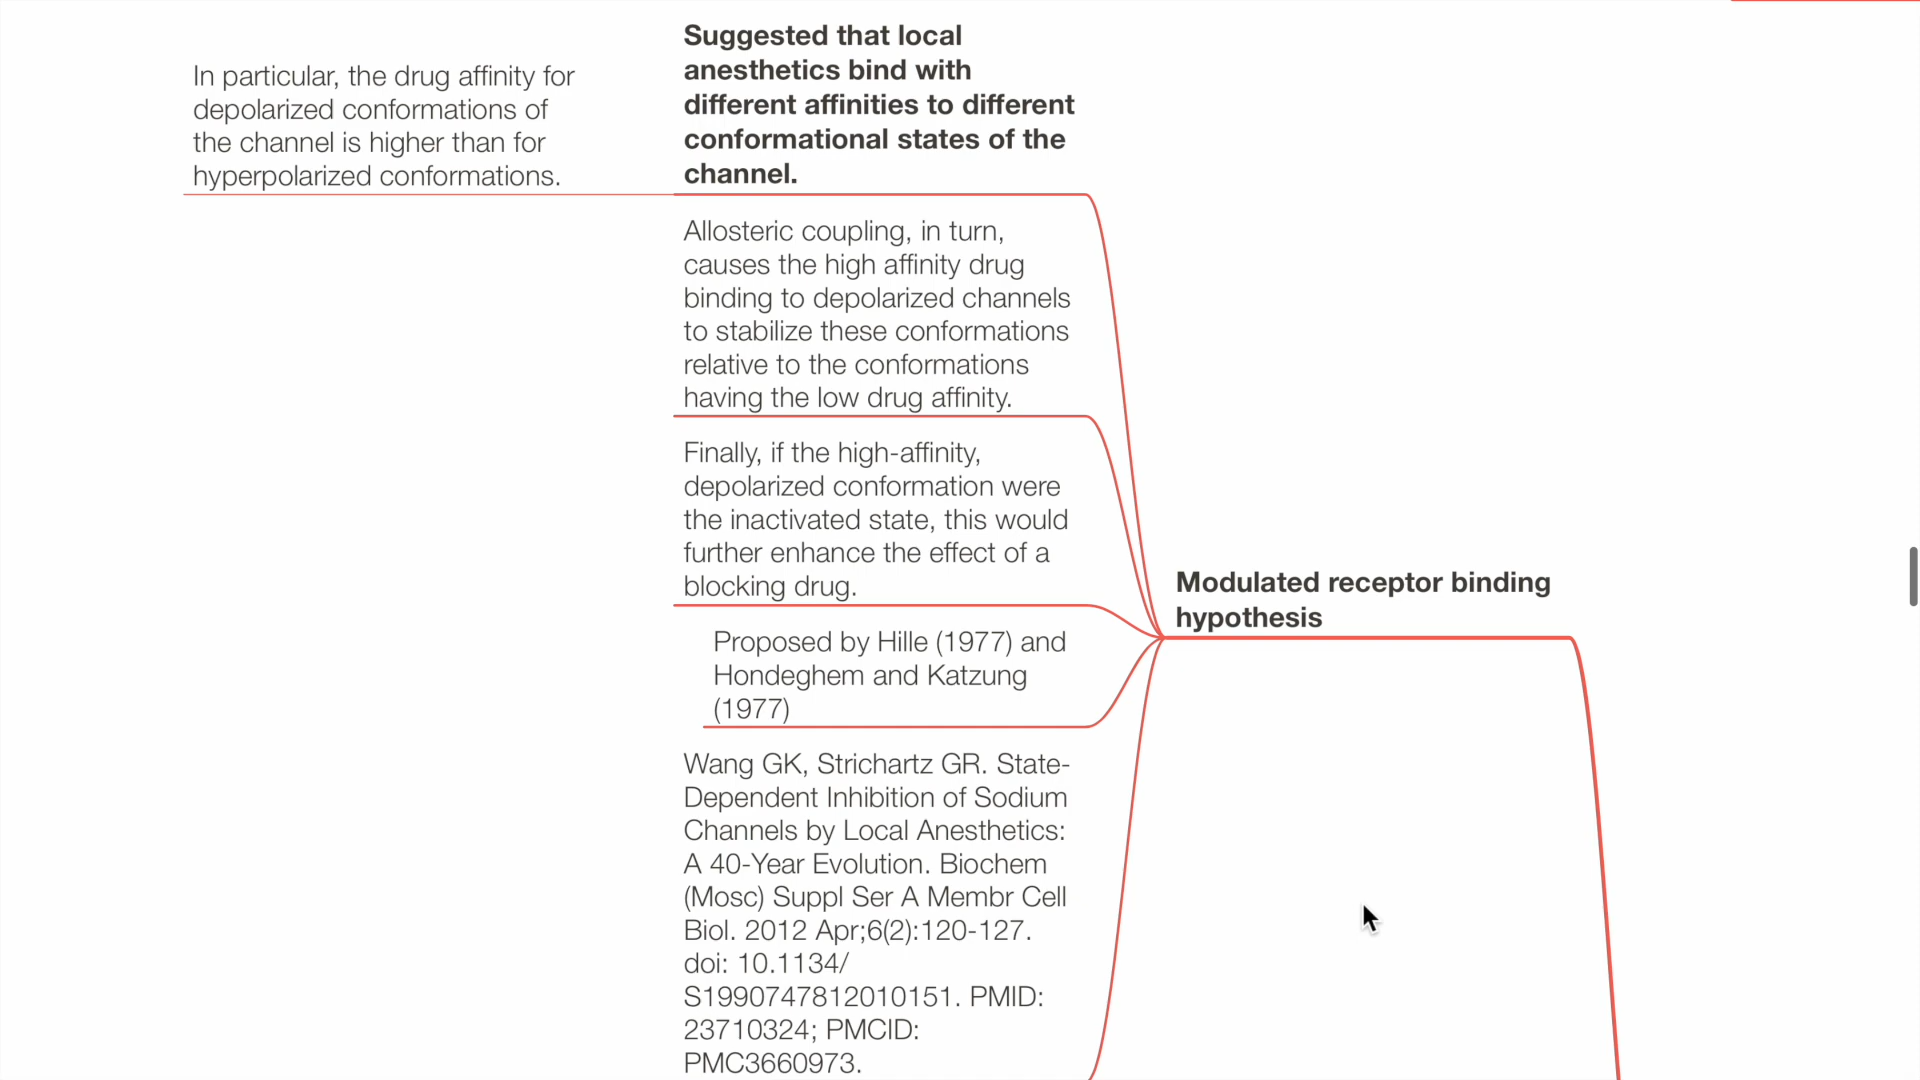 Suggested that local
anesthetics bind with
different affinities to different
conformational states of the
channel.
In particular, the drug affinity for
depolarized conformations of
the channel is higher than for
hyperpolarized conformations.
Allosteric coupling, in turn,
causes the high affinity drug
binding to depolarized channels
to stabilize these conformations
relative to the conformations
having the low drug affinity.
Finally, if the high-affinity,
depolarized conformation were
the inactivated state, this would
further enhance the effect of a
blocking drug.
Modulated receptor binding
hypothesis
Proposed by Hille (1977) and
Hondeghem and Katzung
(1977)
Wang GK, Strichartz GR. State-
Dependent Inhibition of Sodium
Channels by Local Anesthetics:
A 40-Year Evolution. Biochem
(Mosc) Suppl Ser A Membr Cell
Biol. 2012 Apr;6(2):120-127.
doi: 10.1134/
S1990747812010151. PMID:
23710324; PMCID:
PMC3660973.